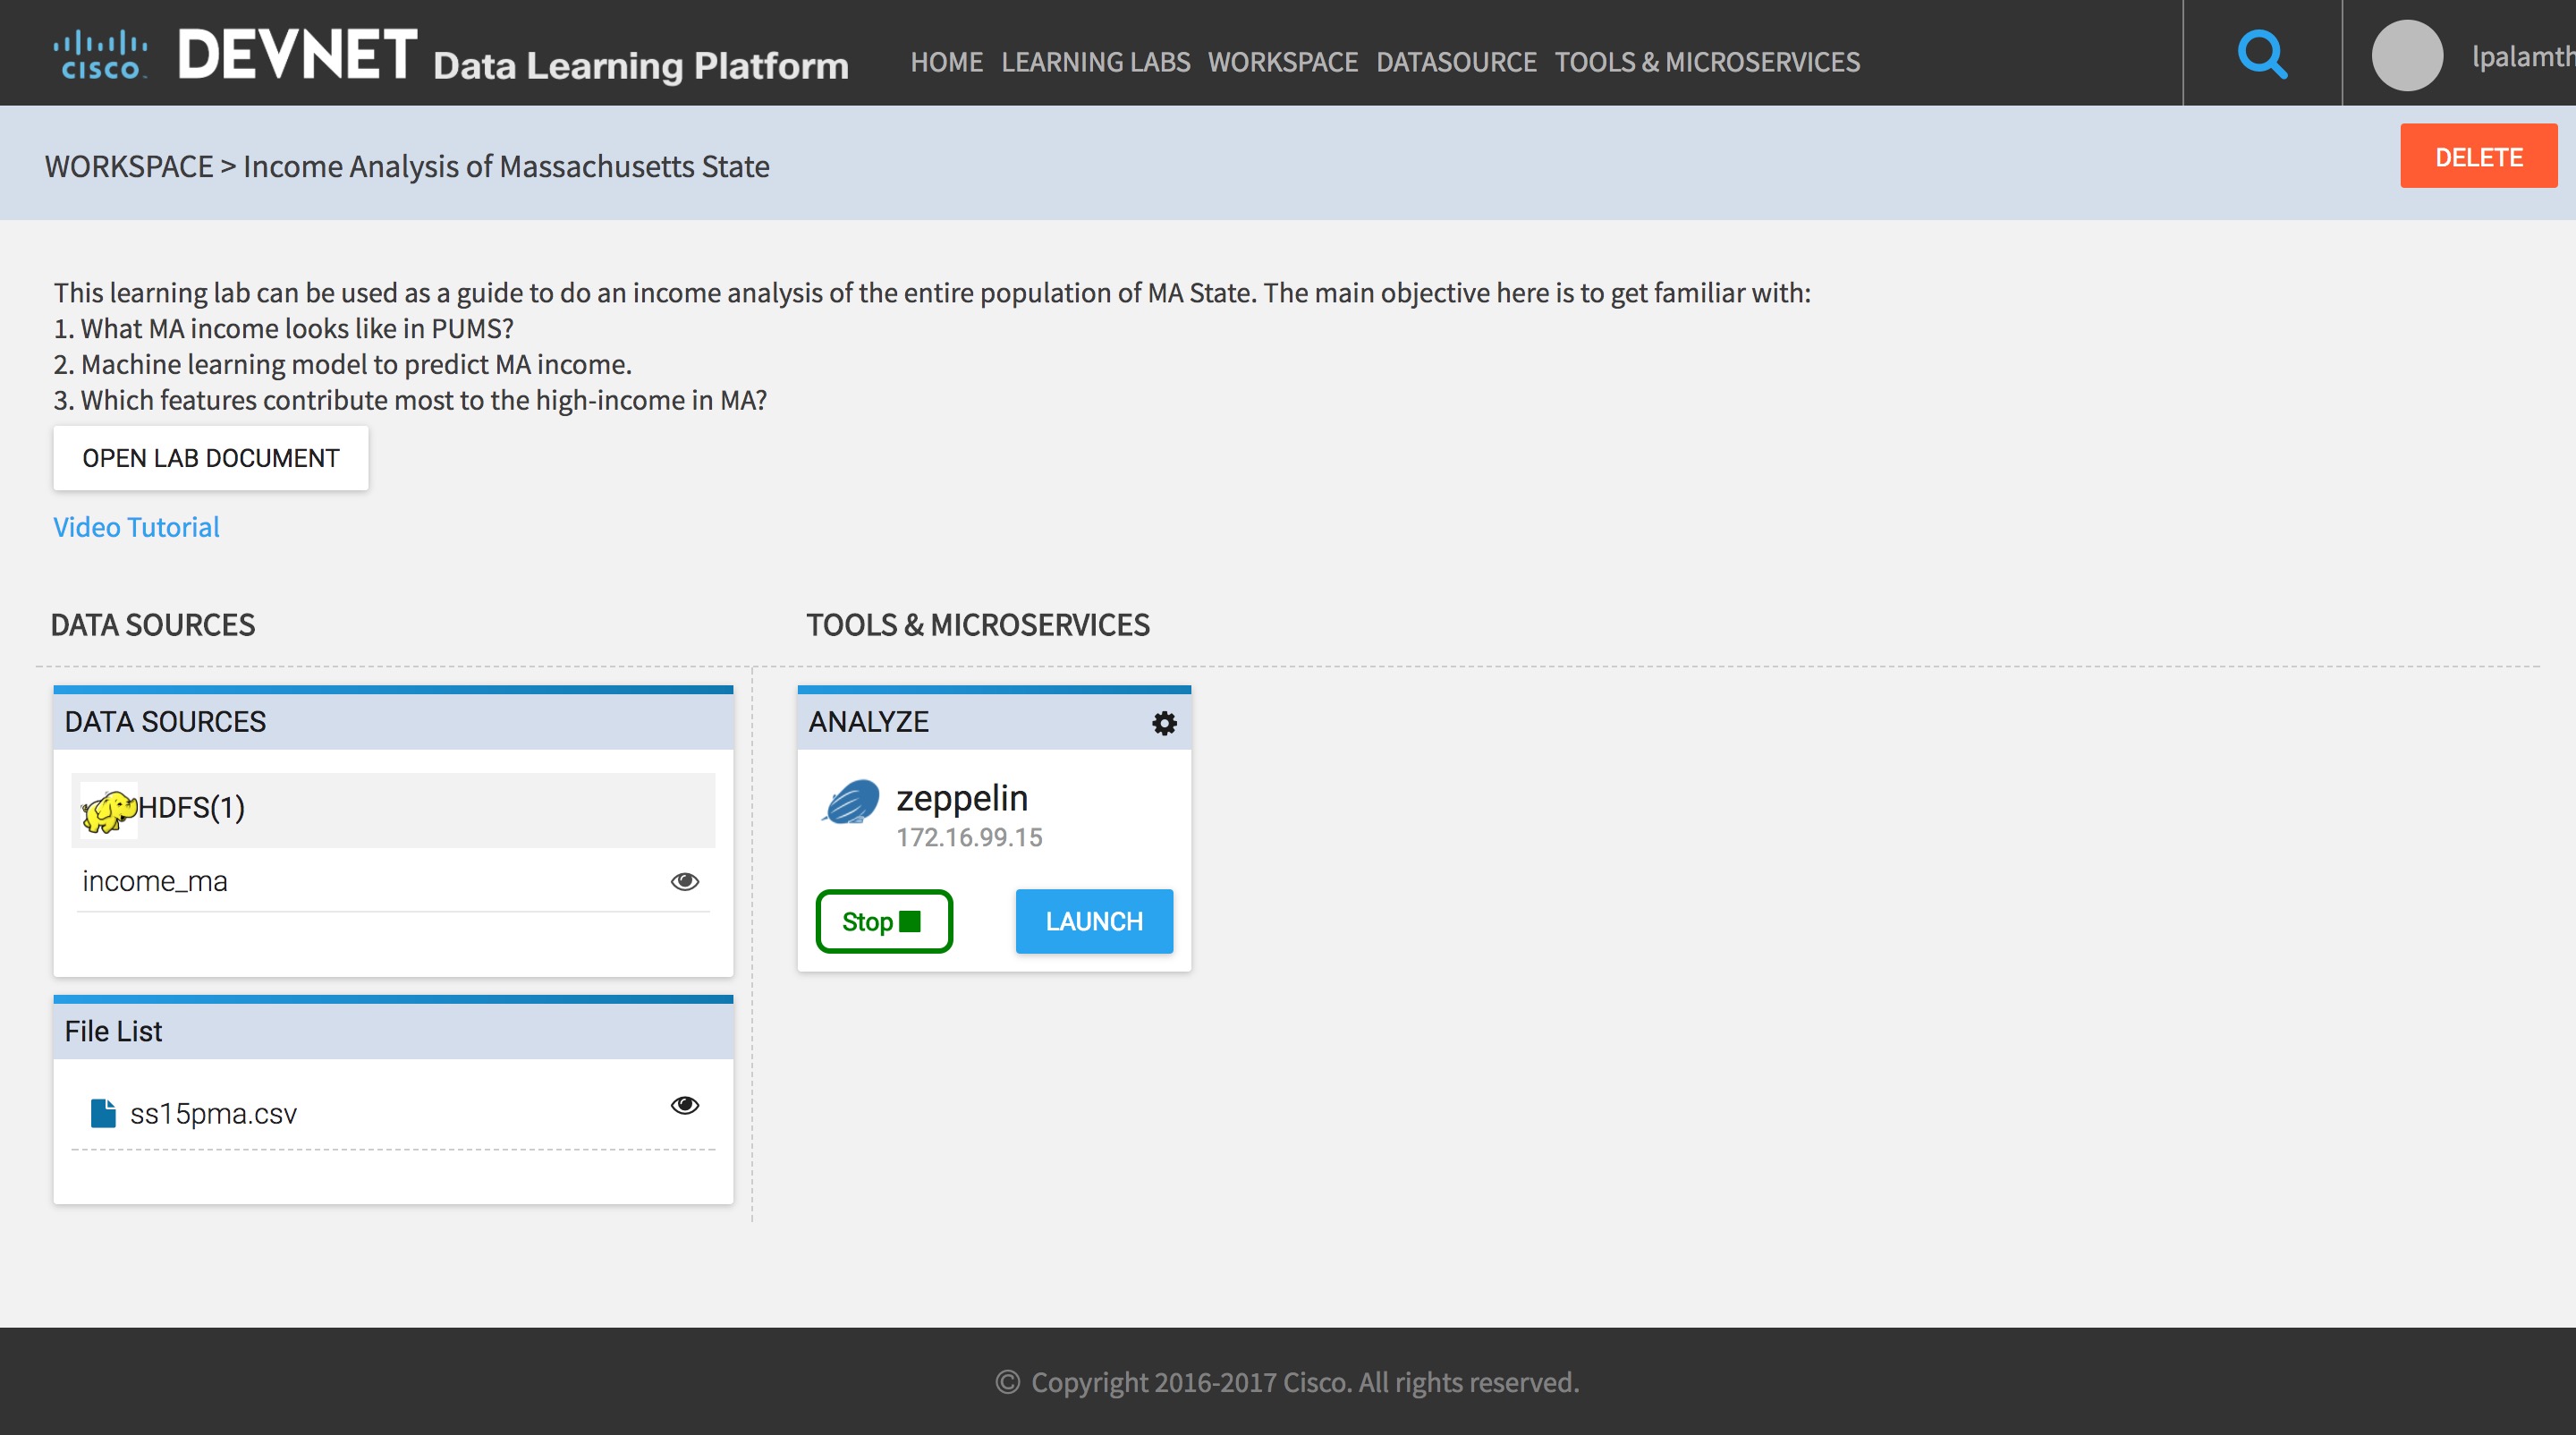 CISCO DEVNET Data Learning Platform HOME LEARNING LABS WORKSPACE DATASOURCE TOOLS & MICROSERVICES lpalamth
WORKSPACE > Income Analysis of Massachusetts State DELETE
This learning lab can be used as a guide to do an income analysis of the entire population of MA State. The main objective here is to get familiar with:
1. What MA income looks like in PUMS?
2. Machine learning model to predict MA income.
3. Which features contribute most to the high-income in MA?
OPEN LAB DOCUMENT
Video Tutorial
DATA SOURCES
TOOLS & MICROSERVICES
DATA SOURCES
HDFS(1)
income_ma
File List
ss15pma.csv
ANALYZE
zeppelin
172.16.99.15
Stop LAUNCH
© Copyright 2016-2017 Cisco. All rights reserved.